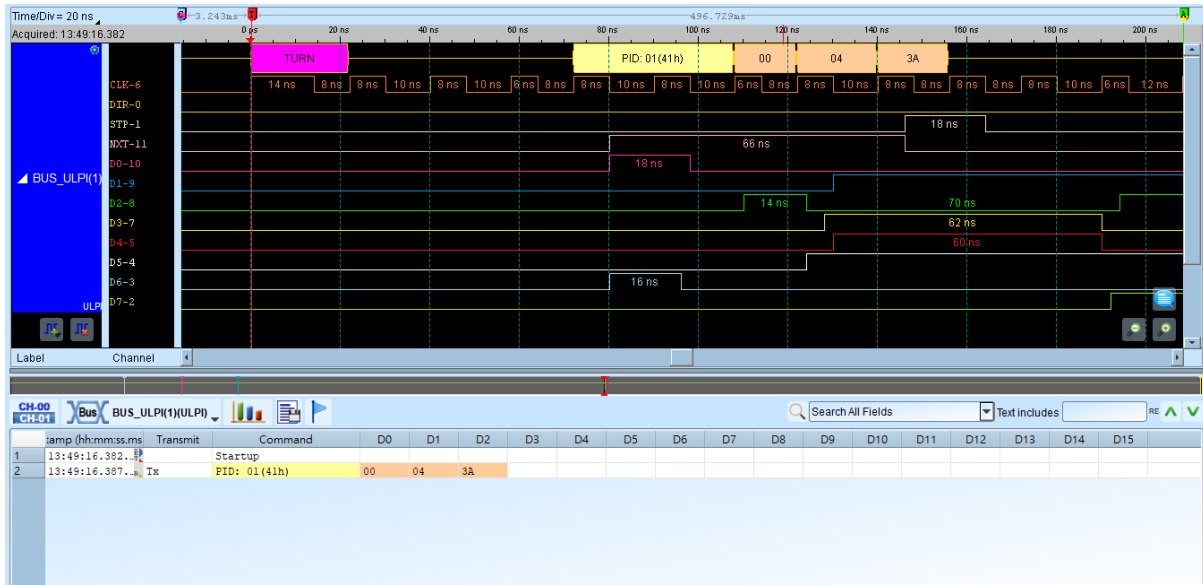 Time/Div = 20 ns
-3.243ms
496.729ms
Acquired: 13:49:16.382
0 ps 20 ns 40 ns 60 ns 80 ns 100 ns 120 ns 140 ns 160 ns 180 ns 200 ns
TURN PID: 01(41h) 00 04 3A
CLK-6 14 ns 8 ns 8 ns 10 ns 8 ns 10 ns 6 ns 8 ns 8 ns 10 ns 8 ns 10 ns 6 ns 8 ns 8 ns 10 ns 8 ns 8 ns 8 ns 8 ns 8 ns 10 ns 6 ns 12 ns
DIR-0
STP-1 18 ns
NXT-11 66 ns
D0-10 18 ns
BUS_ULPI(1) D1-9
D2-8 14 ns 70 ns
D3-7 62 ns
D4-5 60 ns
D5-4
D6-3 16 ns
ULPI D7-2
Label Channel
CH-00
CH-01
Bus BUS_ULPI(1)(ULPI) Search All Fields Text includes RE
tamp (hh:mm:ss.ms Transmit Command D0 D1 D2 D3 D4 D5 D6 D7 D8 D9 D10 D11 D12 D13 D14 D15
1 13:49:16.382... Startup
2 13:49:16.387... Tx PID: 01(41h) 00 04 3A